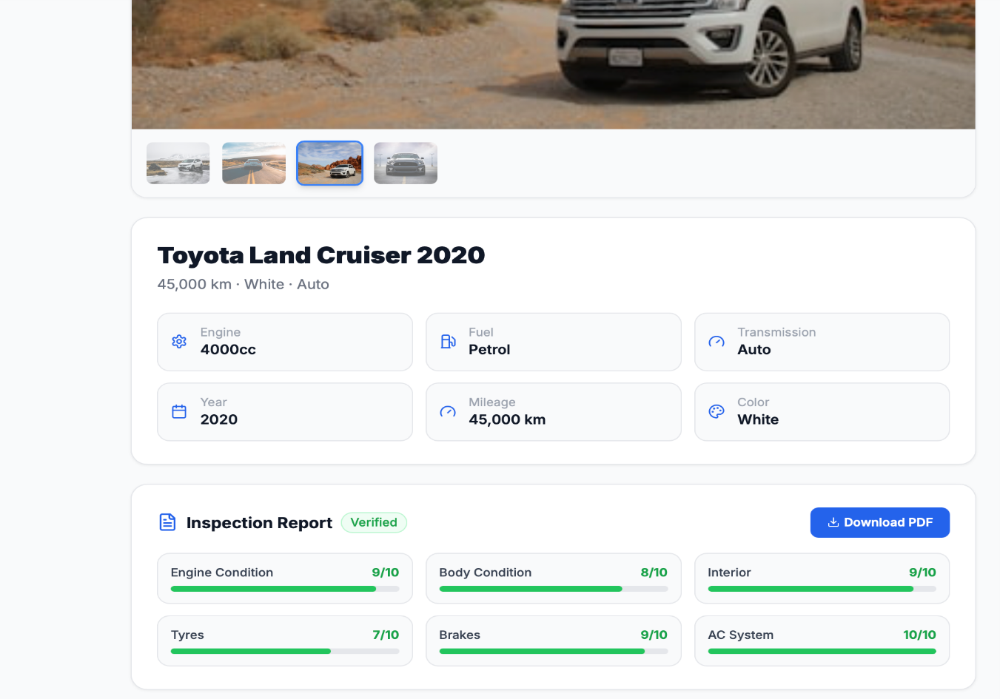 Toyota Land Cruiser 2020
45,000 km · White · Auto
Engine
4000cc
Fuel
Petrol
Transmission
Auto
Year
2020
Mileage
45,000 km
Color
White
Inspection Report
Verified
Download PDF
Engine Condition 9/10
Body Condition 8/10
Interior 9/10
Tyres 7/10
Brakes 9/10
AC System 10/10